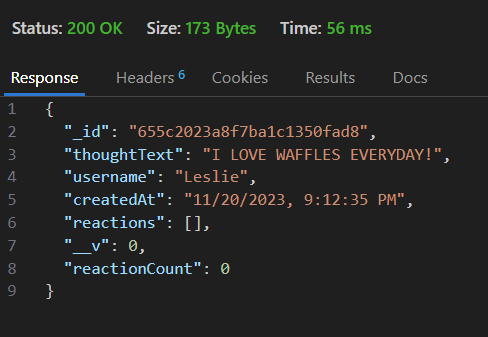 Status: 200 OK Size: 173 Bytes Time: 56 ms
Response Headers 6 Cookies Results Docs
1 {
2 "_id": "655c2023a8f7ba1c1350fad8",
3 "thoughtText": "I LOVE WAFFLES EVERYDAY!",
4 "username": "Leslie",
5 "createdAt": "11/20/2023, 9:12:35 PM",
6 "reactions": [],
7 "__v": 0,
8 "reactionCount": 0
9 }